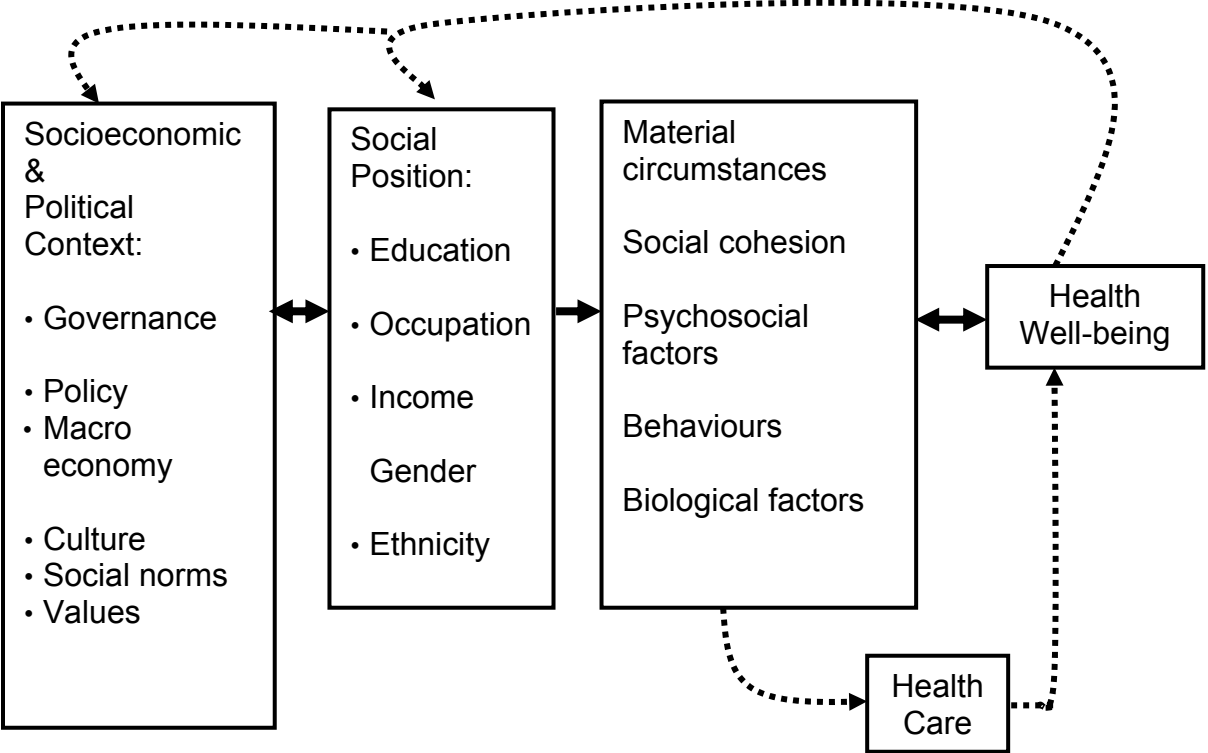 Socioeconomic
&
Political
Context:
• Governance
• Policy
• Macro
economy
• Culture
• Social norms
• Values
Social
Position:
• Education
• Occupation
• Income
Gender
• Ethnicity
Material
circumstances
Social cohesion
Psychosocial
factors
Behaviours
Biological factors
Health
Well-being
Health
Care